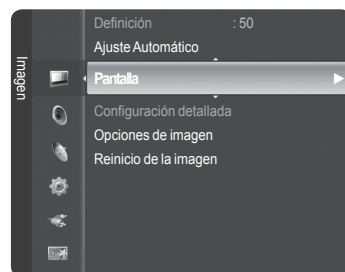 Imagen
Definición : 50
Ajuste Automático
Pantalla
Configuración detallada
Opciones de imagen
Reinicio de la imagen